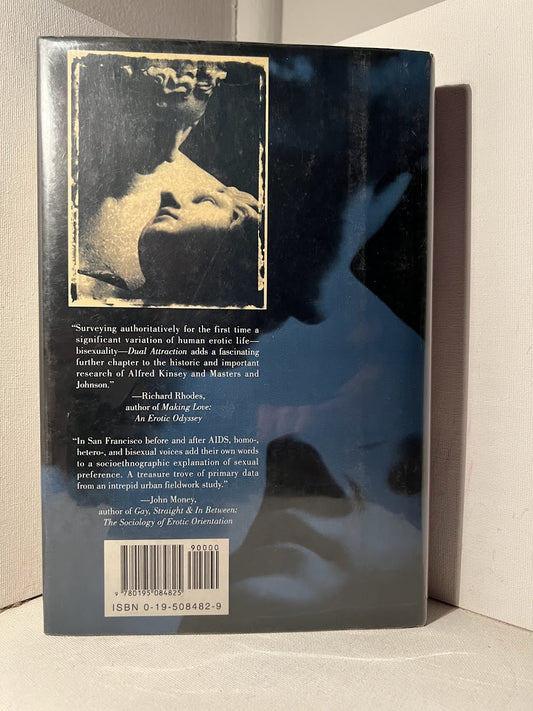 “Surveying authoritatively for the first time a
significant variation of human erotic life—
bisexuality—Dual Attraction adds a fascinating
further chapter to the historic and important
research of Alfred Kinsey and Masters and
Johnson.”
—Richard Rhodes,
author of Making Love:
An Erotic Odyssey
“In San Francisco before and after AIDS, homo-,
hetero-, and bisexual voices add their own words
to a socioethnographic explanation of sexual
preference. A treasure trove of primary data
from an intrepid urban fieldwork study.”
—John Money,
author of Gay, Straight & In Between:
The Sociology of Erotic Orientation
90000
9 780195 084825
ISBN 0-19-508482-9